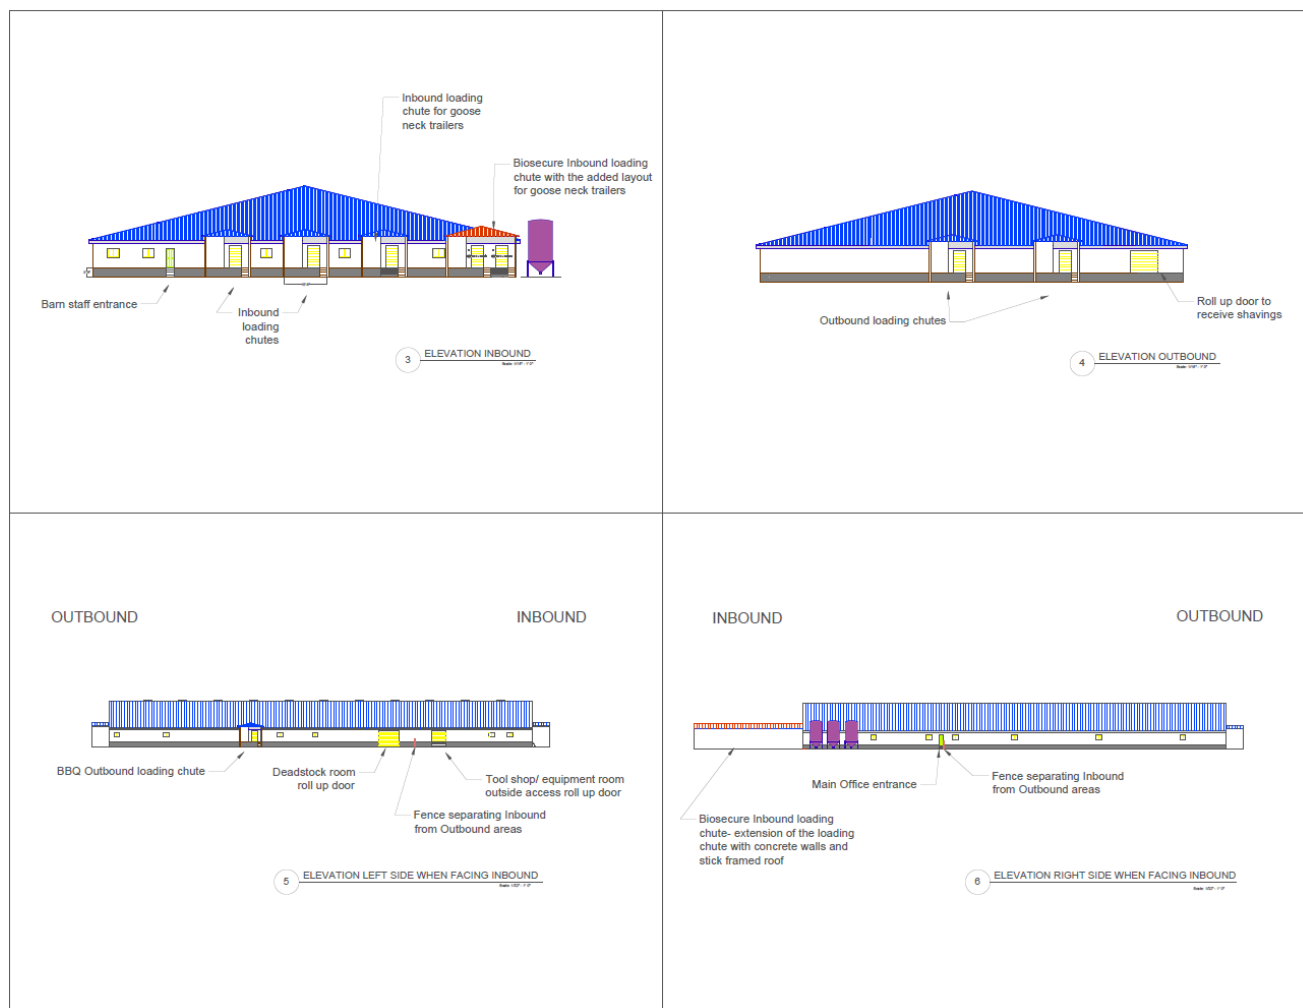 Inbound loading
chute for goose
neck trailers
Biosecure Inbound loading
chute with the added layout
for goose neck trailers
Barn staff entrance
Inbound
loading
chutes
3
ELEVATION INBOUND
Outbound loading chutes
Roll up door to
receive shavings
4
ELEVATION OUTBOUND
OUTBOUND
INBOUND
BBQ Outbound loading chute
Deadstock room
roll up door
Tool shop/ equipment room
outside access roll up door
Fence separating Inbound
from Outbound areas
5
ELEVATION LEFT SIDE WHEN FACING INBOUND
INBOUND
OUTBOUND
Main Office entrance
Fence separating Inbound
from Outbound areas
Biosecure Inbound loading
chute- extension of the loading
chute with concrete walls and
stick framed roof
6
ELEVATION RIGHT SIDE WHEN FACING INBOUND